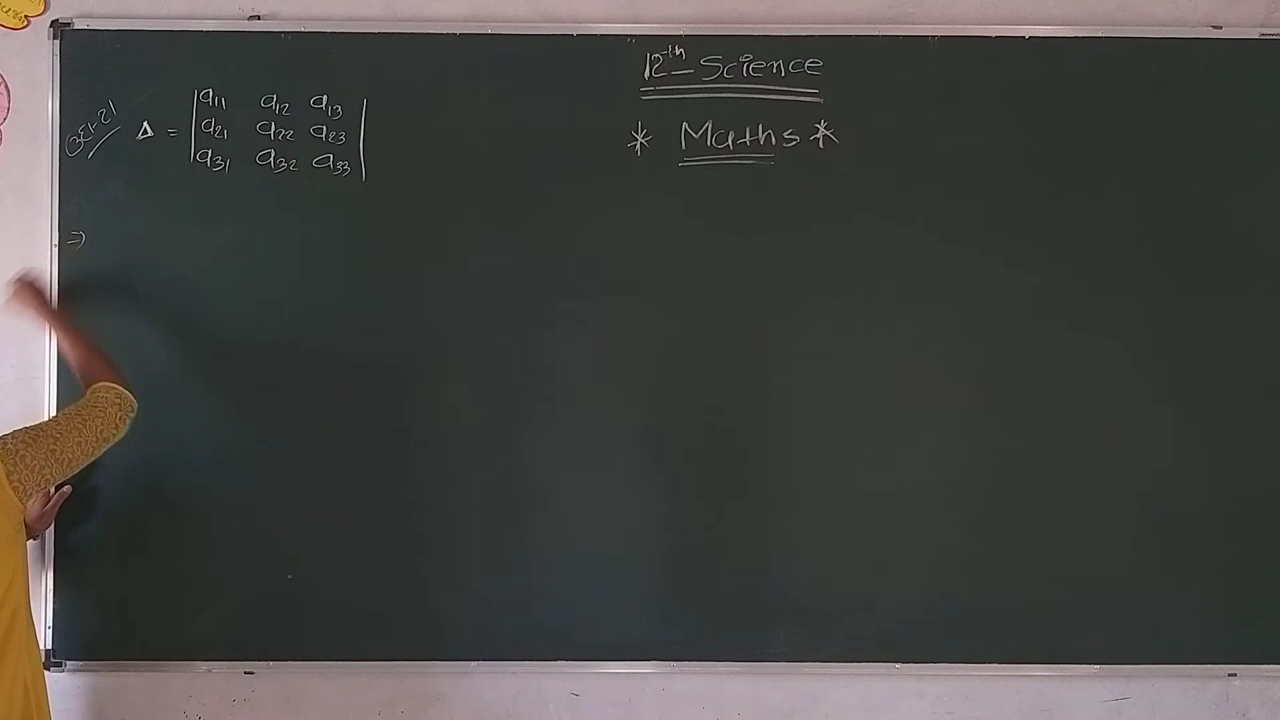 12th - Science
* Maths *
Δ = | a11 a12 a13 |
| a21 a22 a23 |
| a31 a32 a33 |
⇒